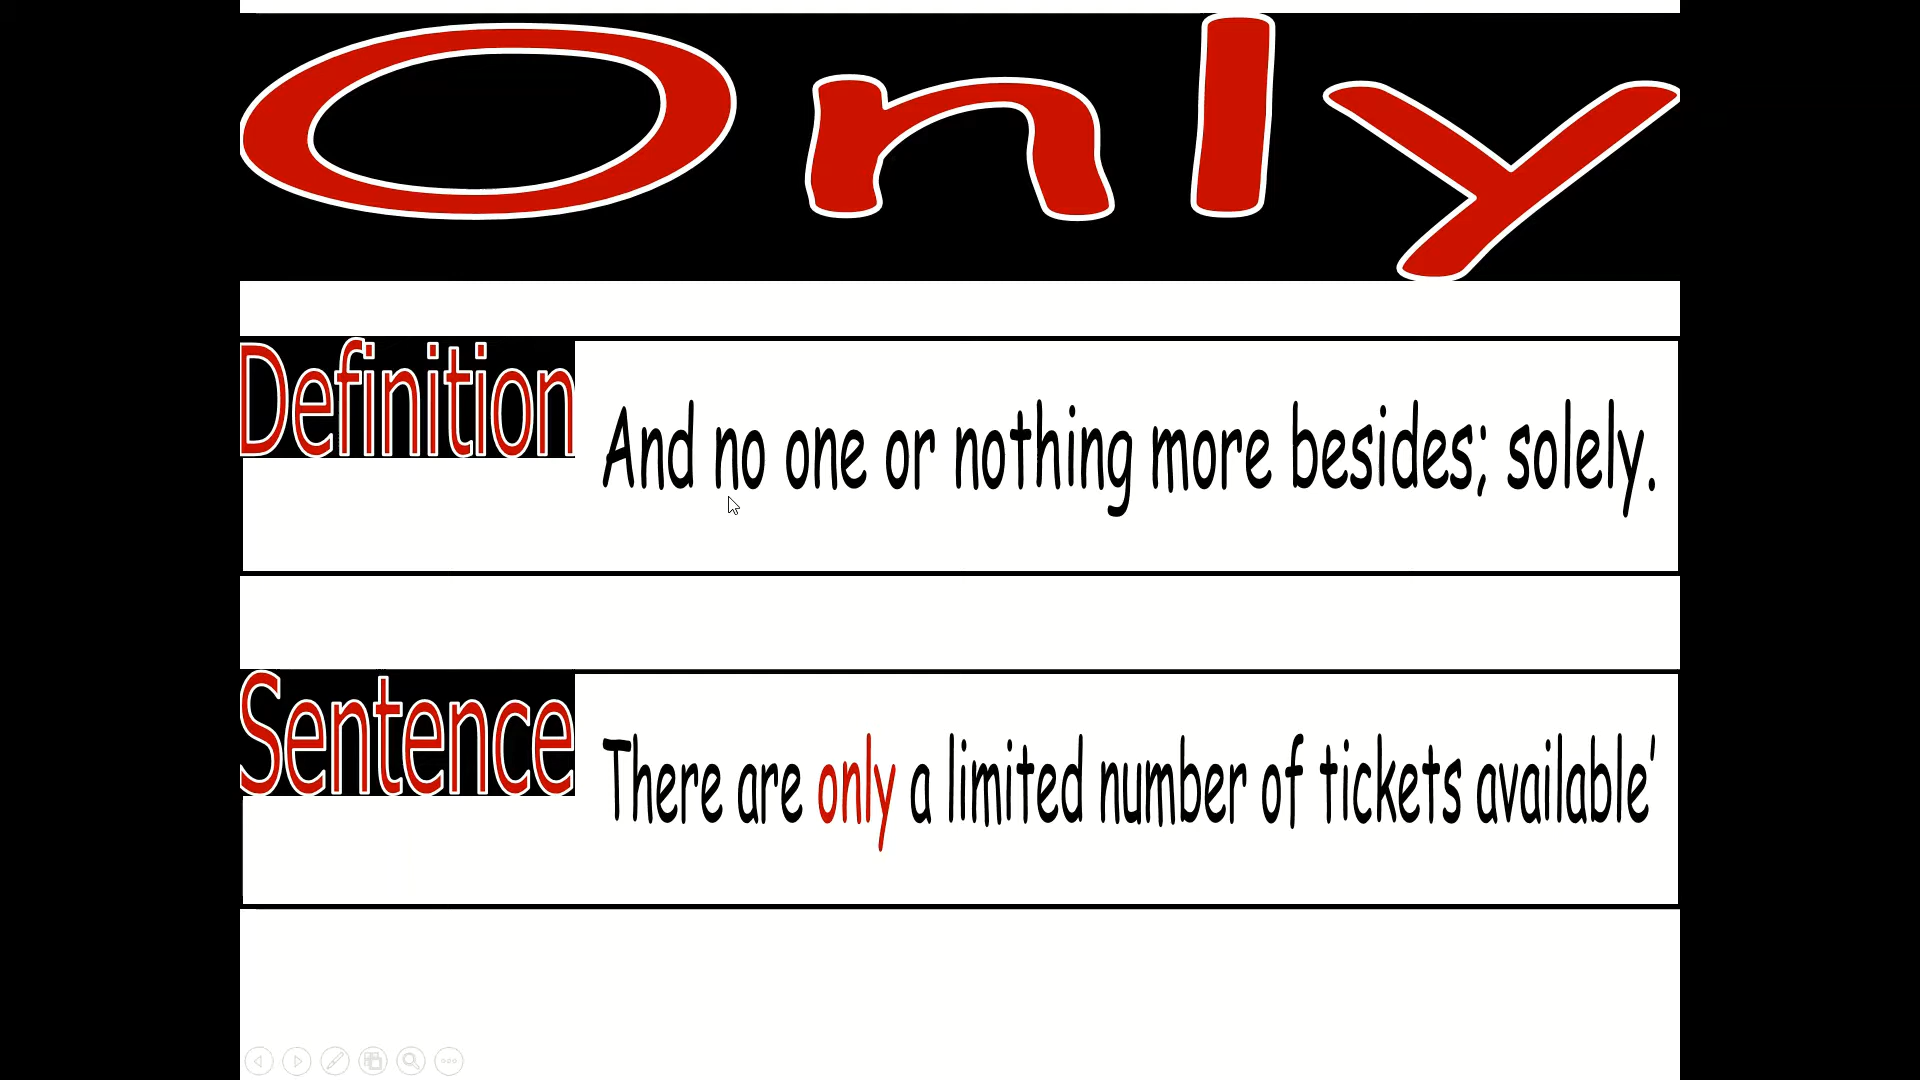 Only
Definition
And no one or nothing more besides; solely.
Sentence
There are only a limited number of tickets available'